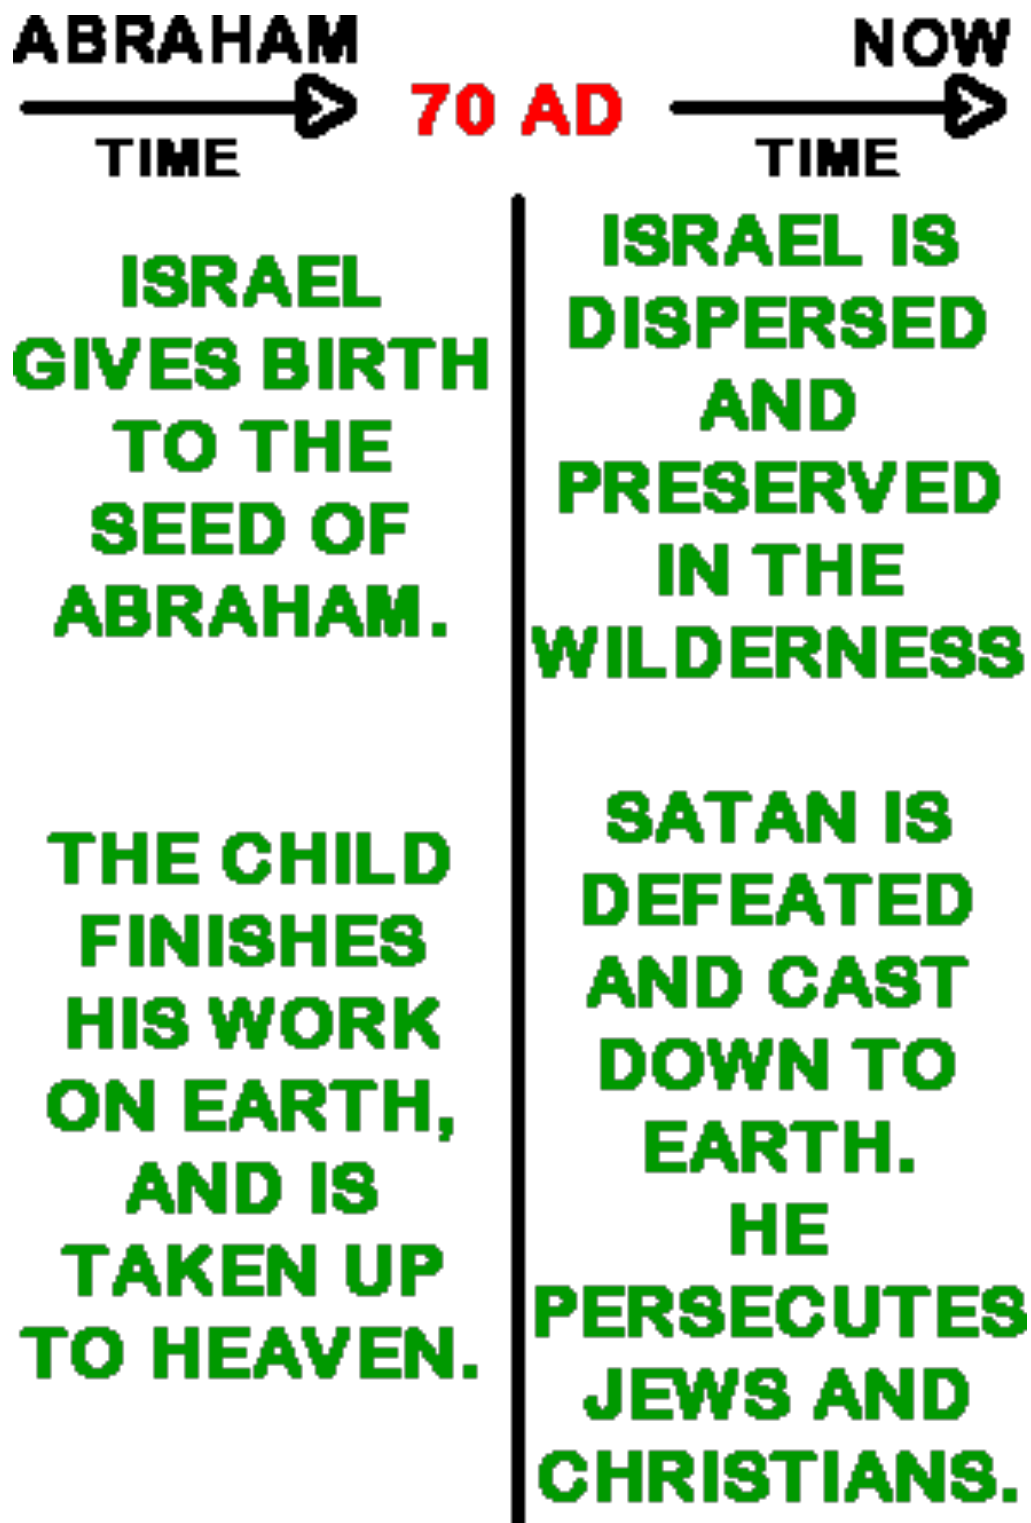 ABRAHAM
TIME
70 AD
NOW
TIME
ISRAEL
GIVES BIRTH
TO THE
SEED OF
ABRAHAM.
THE CHILD
FINISHES
HIS WORK
ON EARTH,
AND IS
TAKEN UP
TO HEAVEN.
ISRAEL IS
DISPERSED
AND
PRESERVED
IN THE
WILDERNESS
SATAN IS
DEFEATED
AND CAST
DOWN TO
EARTH.
HE
PERSECUTES
JEWS AND
CHRISTIANS.